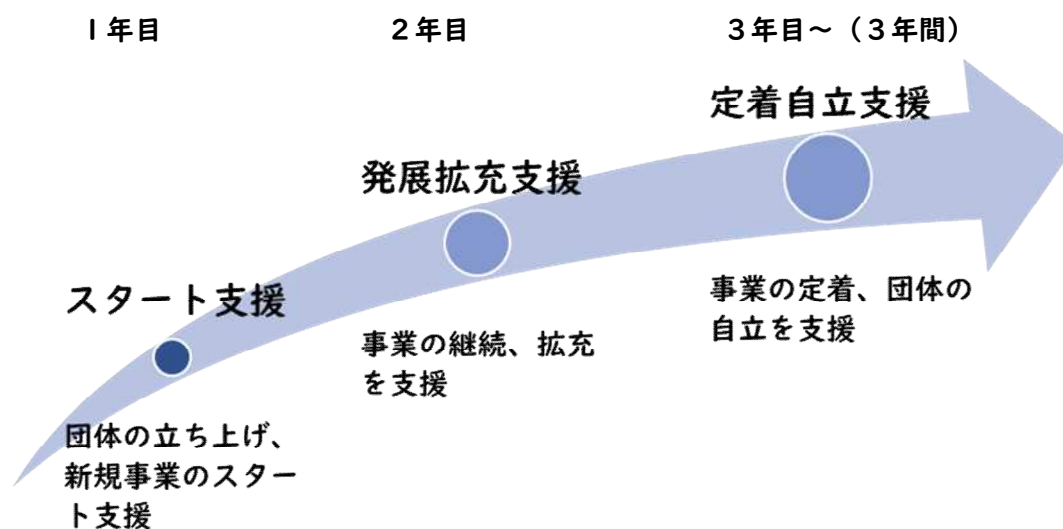 1年目
2年目
3年目~（3年間）
定着自立支援
発展拡充支援
スタート支援
事業の定着、団体の
自立を支援
事業の継続、拡充
を支援
団体の立ち上げ、
新規事業のスター
ト支援